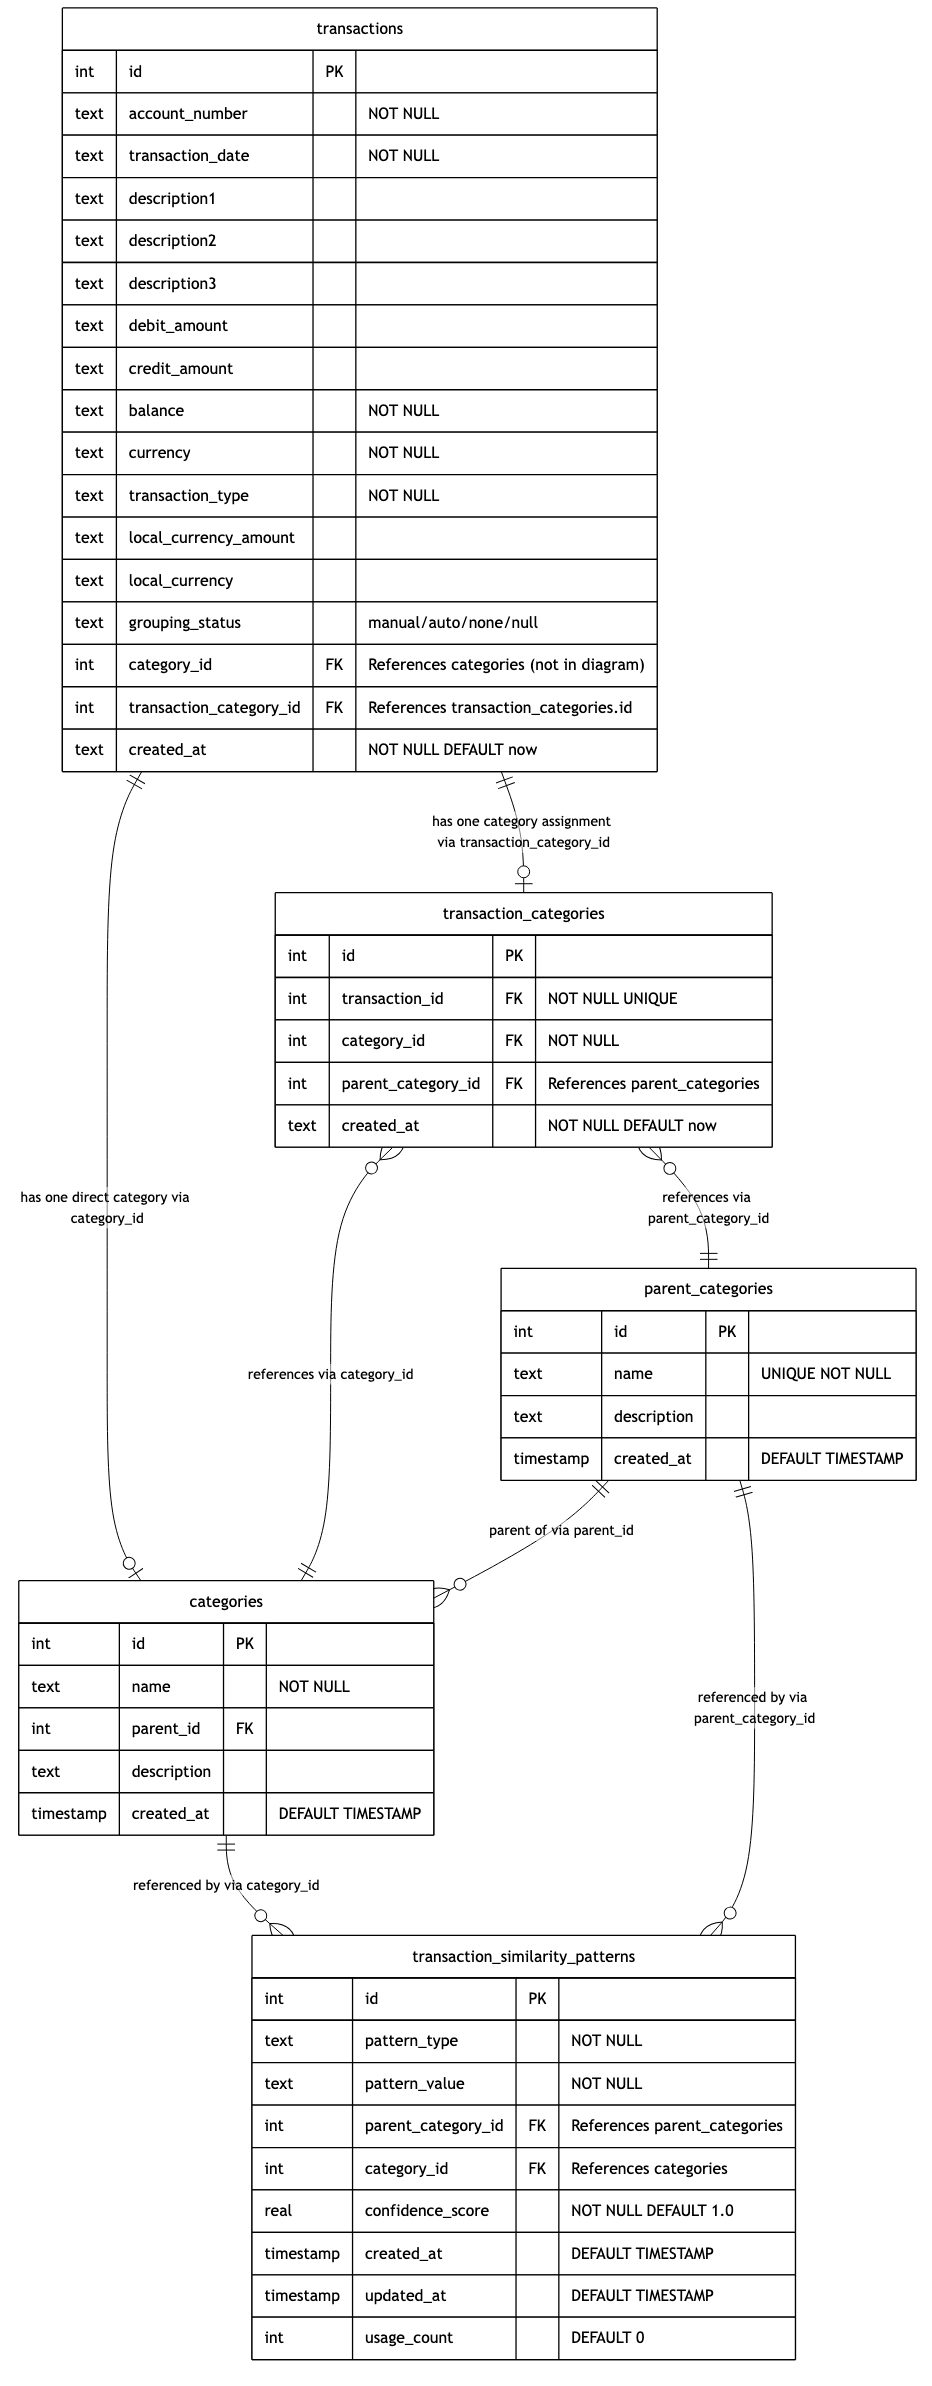 transactions
int id PK
text account_number NOT NULL
text transaction_date NOT NULL
text description1
text description2
text description3
text debit_amount
text credit_amount
text balance NOT NULL
text currency NOT NULL
text transaction_type NOT NULL
text local_currency_amount
text local_currency
text grouping_status manual/auto/none/null
int category_id FK References categories (not in diagram)
int transaction_category_id FK References transaction_categories.id
text created_at NOT NULL DEFAULT now
has one category assignment
via transaction_category_id
transaction_categories
int id PK
int transaction_id FK NOT NULL UNIQUE
int category_id FK NOT NULL
int parent_category_id FK References parent_categories
text created_at NOT NULL DEFAULT now
has one direct category via
category_id
references via
parent_category_id
parent_categories
int id PK
text name UNIQUE NOT NULL
text description
timestamp created_at DEFAULT TIMESTAMP
references via category_id
parent of via parent_id
categories
int id PK
text name NOT NULL
int parent_id FK
text description
timestamp created_at DEFAULT TIMESTAMP
referenced by via
parent_category_id
referenced by via category_id
transaction_similarity_patterns
int id PK
text pattern_type NOT NULL
text pattern_value NOT NULL
int parent_category_id FK References parent_categories
int category_id FK References categories
real confidence_score NOT NULL DEFAULT 1.0
timestamp created_at DEFAULT TIMESTAMP
timestamp updated_at DEFAULT TIMESTAMP
int usage_count DEFAULT 0